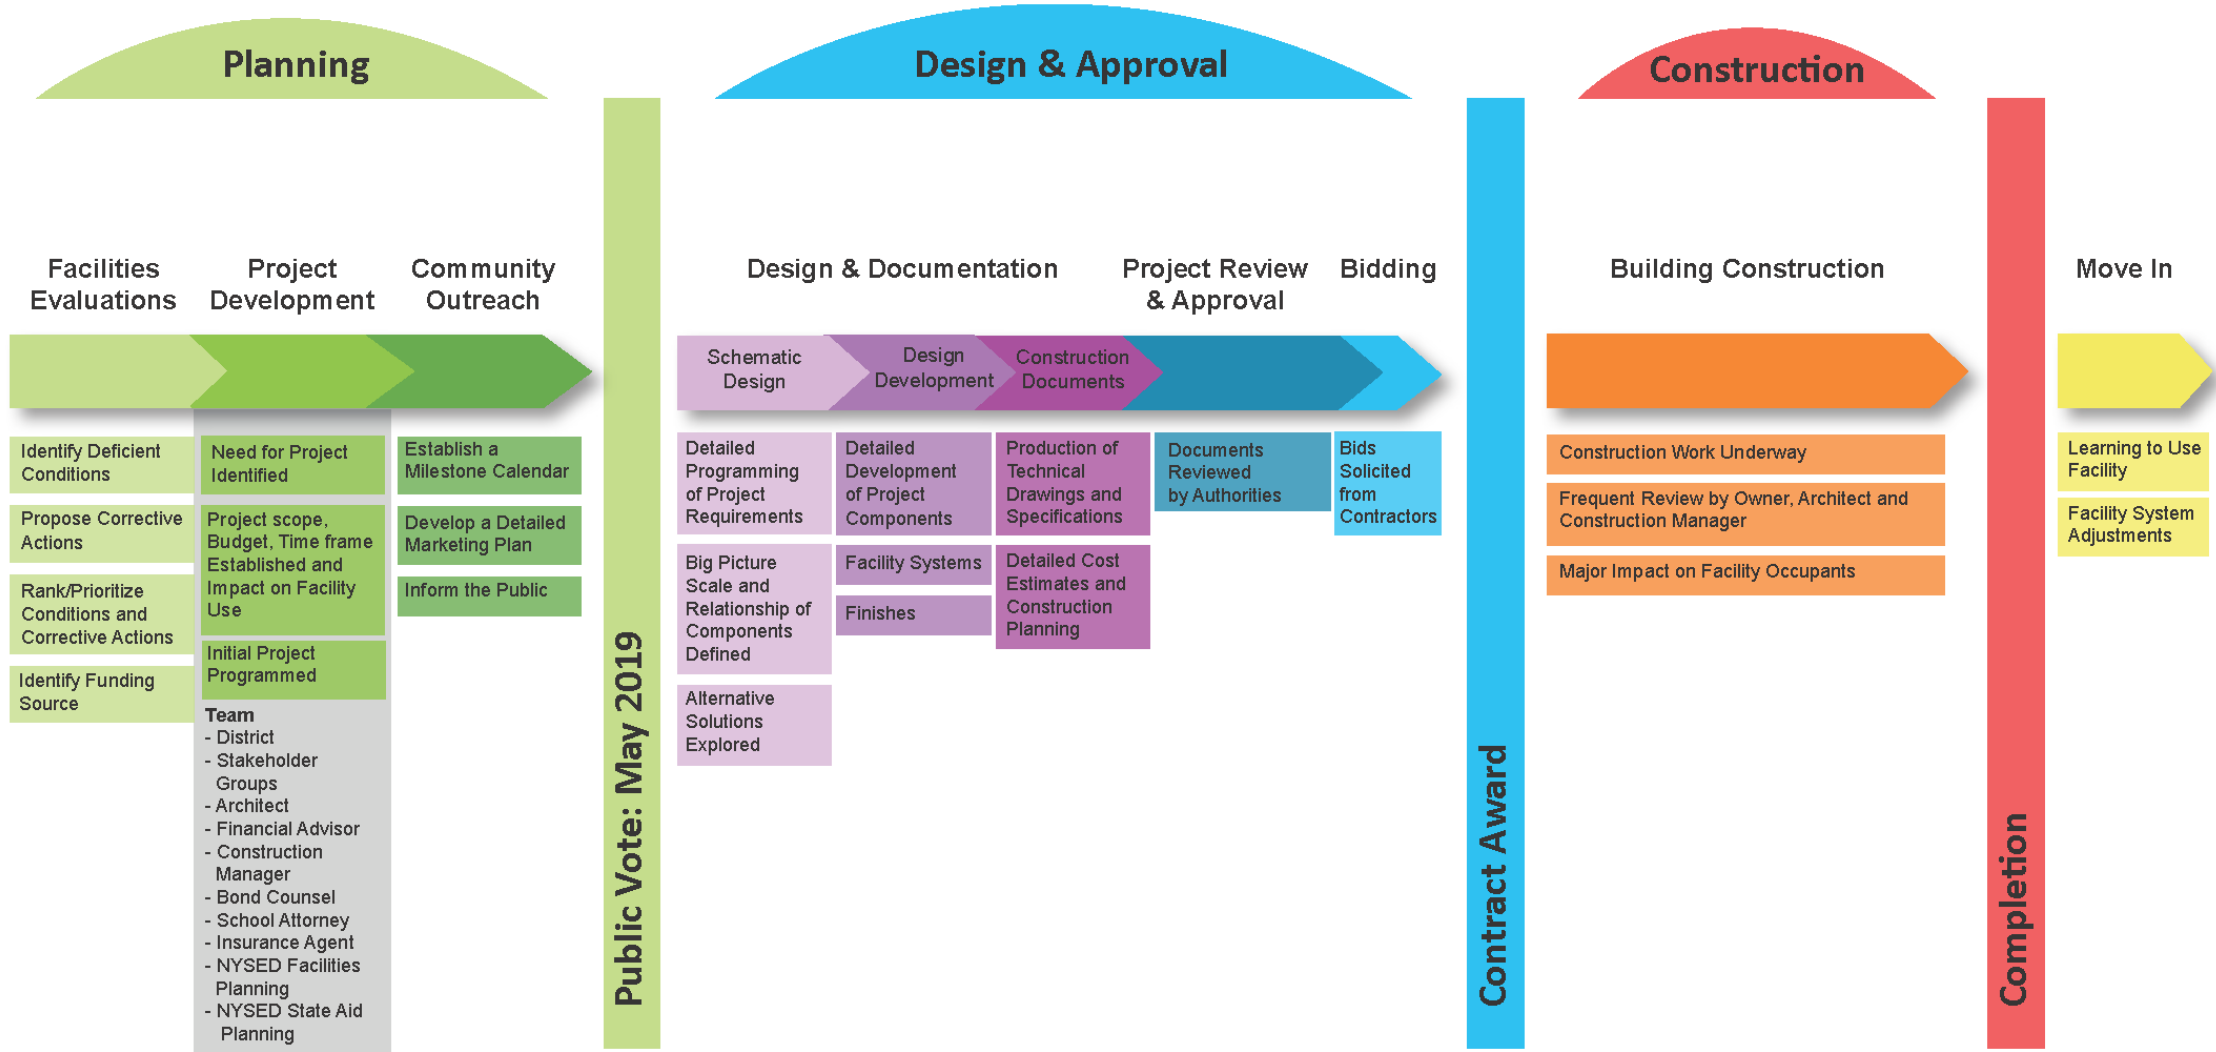 Planning
Design & Approval
Construction
Facilities
Evaluations
Project
Development
Community
Outreach
Design & Documentation
Project Review
& Approval
Bidding
Building Construction
Move In
Schematic
Design
Design
Development
Construction
Documents
Identify Deficient
Conditions
Propose Corrective
Actions
Rank/Prioritize
Conditions and
Corrective Actions
Identify Funding
Source
Need for Project
Identified
Project scope,
Budget, Time frame
Established and
Impact on Facility
Use
Initial Project
Programmed
Team
- District
- Stakeholder
Groups
- Architect
- Financial Advisor
- Construction
Manager
- Bond Counsel
- School Attorney
- Insurance Agent
- NYSED Facilities
Planning
- NYSED State Aid
Planning
Establish a
Milestone Calendar
Develop a Detailed
Marketing Plan
Inform the Public
Public Vote: May 2019
Detailed
Programming
of Project
Requirements
Big Picture
Scale and
Relationship of
Components
Defined
Alternative
Solutions
Explored
Detailed
Development
of Project
Components
Facility Systems
Finishes
Production of
Technical
Drawings and
Specifications
Detailed Cost
Estimates and
Construction
Planning
Documents
Reviewed
by Authorities
Bids
Solicited
from
Contractors
Contract Award
Construction Work Underway
Frequent Review by Owner, Architect and
Construction Manager
Major Impact on Facility Occupants
Completion
Learning to Use
Facility
Facility System
Adjustments